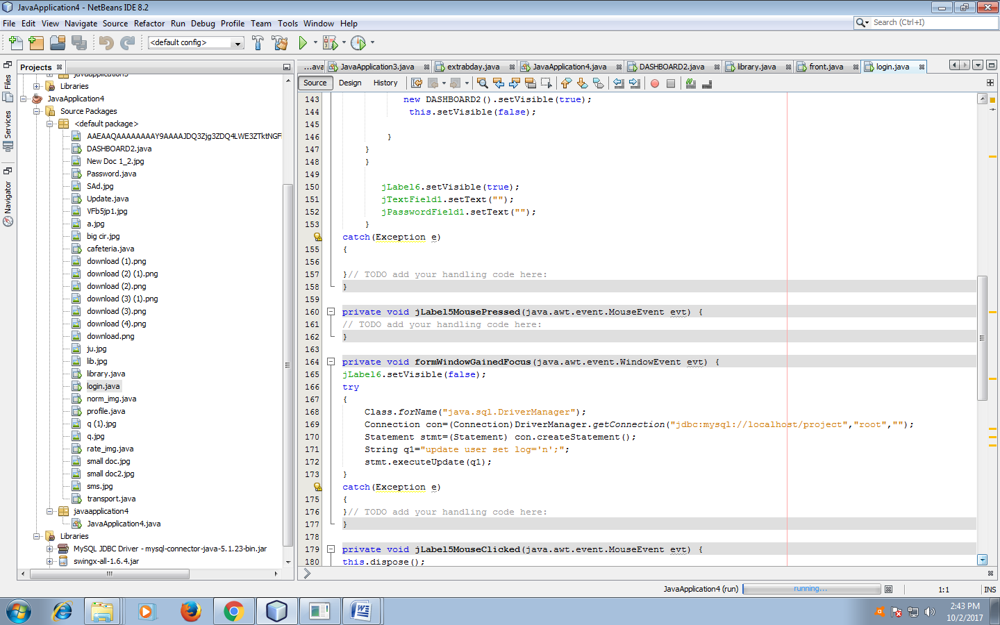 JavaApplication4 - NetBeans IDE 8.2
File Edit View Navigate Source Refactor Run Debug Profile Team Tools Window Help
Search (Ctrl+I)
<default config>
Projects
...ava JavaApplication3.java extrabday.java JavaApplication4.java DASHBOARD2.java library.java front.java login.java
Source Design History
Files
Services
Navigator
javaapplication3
Libraries
JavaApplication4
Source Packages
<default package>
AAEAAQAAAAAAAAY9AAAAJDQ3Zjg3ZDQ4LWE3ZTktNGF
DASHBOARD2.java
New Doc 1_2.jpg
Password.java
SAd.jpg
Update.java
VFb5jp1.jpg
a.jpg
big cir.jpg
cafeteria.java
download (1).png
download (2) (1).png
download (2).png
download (3) (1).png
download (3).png
download (4).png
download.png
ju.jpg
lib.jpg
library.java
login.java
norm_img.java
profile.java
q (1).jpg
q.jpg
rate_img.java
small doc.jpg
small doc2.jpg
sms.jpg
transport.java
javaapplication4
JavaApplication4.java
Libraries
MySQL JDBC Driver - mysql-connector-java-5.1.23-bin.jar
swingx-all-1.6.4.jar
143 new DASHBOARD2().setVisible(true);
144 this.setVisible(false);
145
146 }
147 }
148 }
149
150 jLabel6.setVisible(true);
151 jTextField1.setText("");
152 jPasswordField1.setText("");
153 }
catch(Exception e)
155 {
156
157 }// TODO add your handling code here:
158 }
159
160 private void jLabel5MousePressed(java.awt.event.MouseEvent evt) {
161 // TODO add your handling code here:
162 }
163
164 private void formWindowGainedFocus(java.awt.event.WindowEvent evt) {
165 jLabel6.setVisible(false);
166 try
167 {
168 Class.forName("java.sql.DriverManager");
169 Connection con=(Connection)DriverManager.getConnection("jdbc:mysql://localhost/project","root","");
170 Statement stmt=(Statement) con.createStatement();
171 String q1="update user set log='n';";
172 stmt.executeUpdate(q1);
173 }
catch(Exception e)
175 {
176 }// TODO add your handling code here:
177 }
178
179 private void jLabel5MouseClicked(java.awt.event.MouseEvent evt) {
180 this.dispose();
JavaApplication4 (run) running... 1:1 INS
2:43 PM
10/2/2017